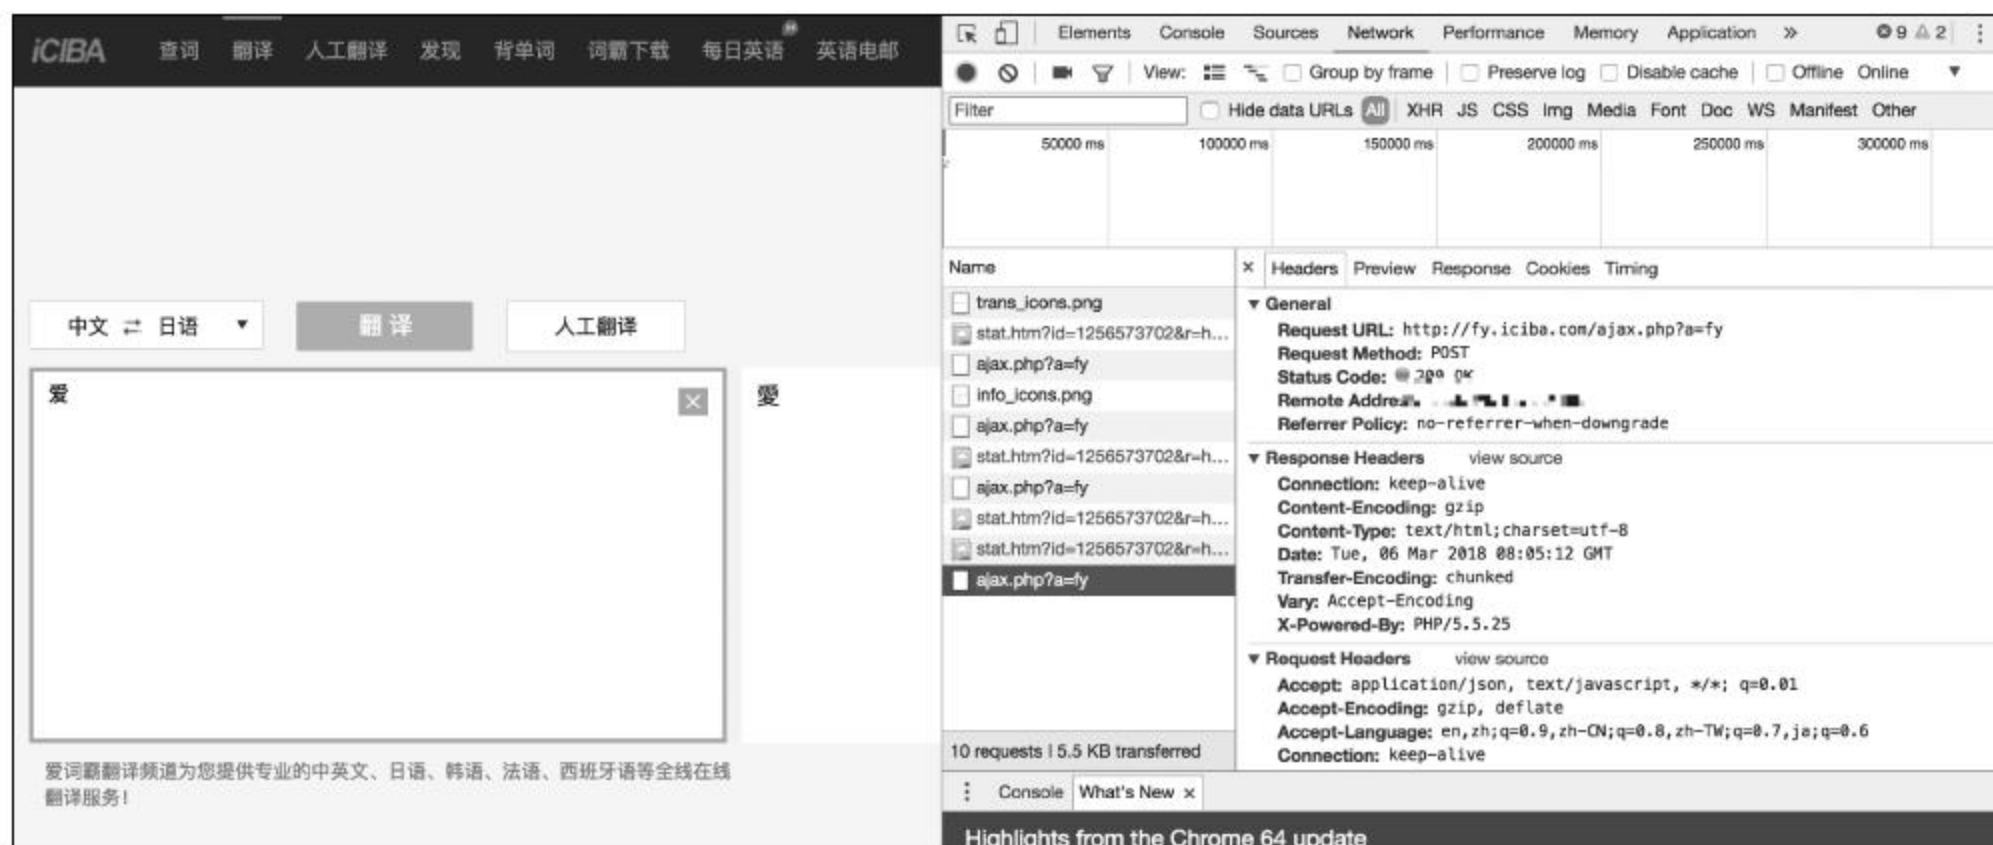 iCIBA 查词 翻译 人工翻译 发现 背单词 词霸下载 每日英语 英语电邮
中文 ⇄ 日语 ▼ 翻译 人工翻译
爱
愛
爱词霸翻译频道为您提供专业的中英文、日语、韩语、法语、西班牙语等全线在线
翻译服务!
Elements Console Sources Network Performance Memory Application » 9 2
View: Group by frame Preserve log Disable cache Offline Online ▼
Filter Hide data URLs All XHR JS CSS Img Media Font Doc WS Manifest Other
50000 ms 100000 ms 150000 ms 200000 ms 250000 ms 300000 ms
Name
trans_icons.png
stat.htm?id=1256573702&r=h...
ajax.php?a=fy
info_icons.png
ajax.php?a=fy
stat.htm?id=1256573702&r=h...
ajax.php?a=fy
stat.htm?id=1256573702&r=h...
stat.htm?id=1256573702&r=h...
ajax.php?a=fy
10 requests | 5.5 KB transferred
× Headers Preview Response Cookies Timing
▼ General
Request URL: http://fy.iciba.com/ajax.php?a=fy
Request Method: POST
Status Code: 200 OK
Remote
Referrer Policy: no-referrer-when-downgrade
▼ Response Headers view source
Connection: keep-alive
Content-Encoding: gzip
Content-Type: text/html;charset=utf-8
Date: Tue, 06 Mar 2018 08:05:12 GMT
Transfer-Encoding: chunked
Vary: Accept-Encoding
X-Powered-By: PHP/5.5.25
▼ Request Headers view source
Accept: application/json, text/javascript, */*; q=0.01
Accept-Encoding: gzip, deflate
Accept-Language: en,zh;q=0.9,zh-CN;q=0.8,zh-TW;q=0.7,ja;q=0.6
Connection: keep-alive
Console What's New ×
Highlights from the Chrome 64 update